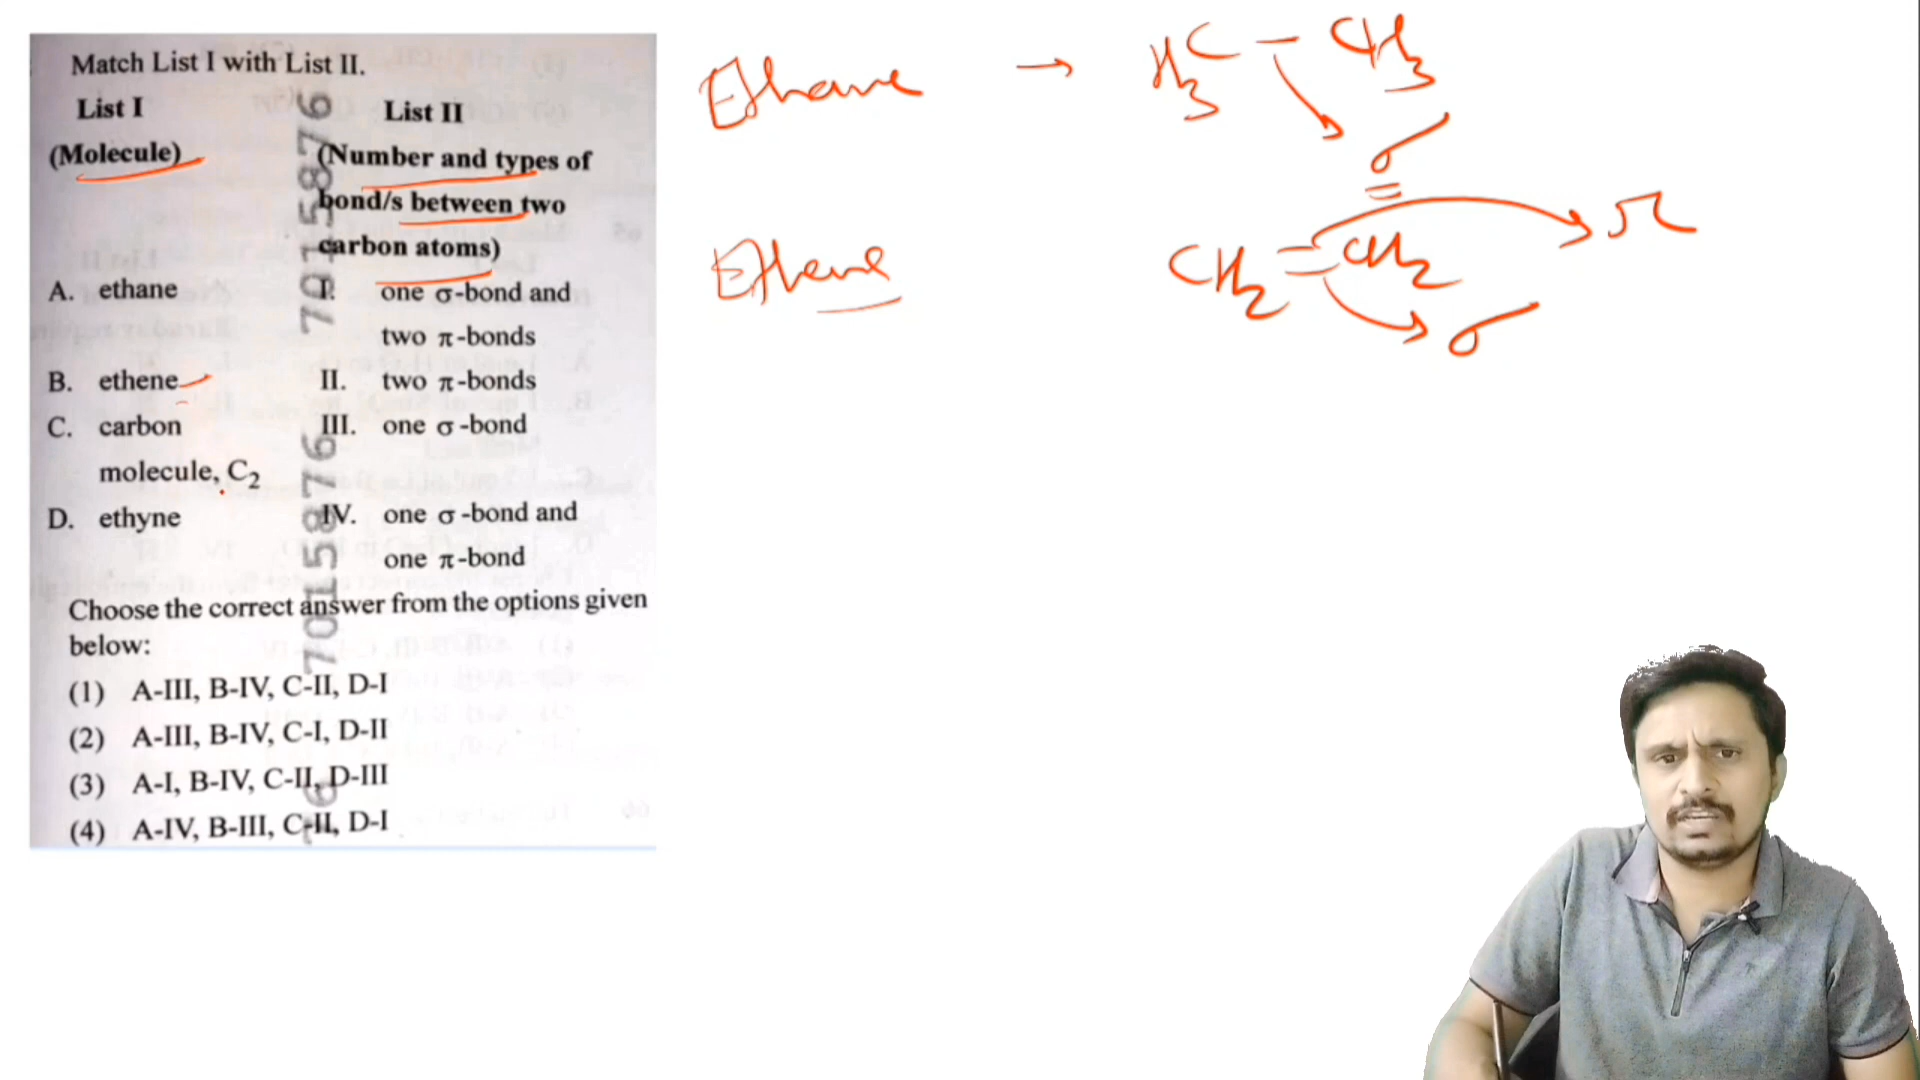 Match List I with List II.
List I List II
(Molecule) (Number and types of
bond/s between two
carbon atoms)
A. ethane I. one σ-bond and
two π-bonds
B. ethene II. two π-bonds
C. carbon III. one σ-bond
molecule, C₂
D. ethyne IV. one σ-bond and
one π-bond
Choose the correct answer from the options given
below:
(1) A-III, B-IV, C-II, D-I
(2) A-III, B-IV, C-I, D-II
(3) A-I, B-IV, C-II, D-III
(4) A-IV, B-III, C-II, D-I
7015876
7015876
Ethane → H₃C – CH₃
σ
Ethene CH₂ = CH₂ π
σ